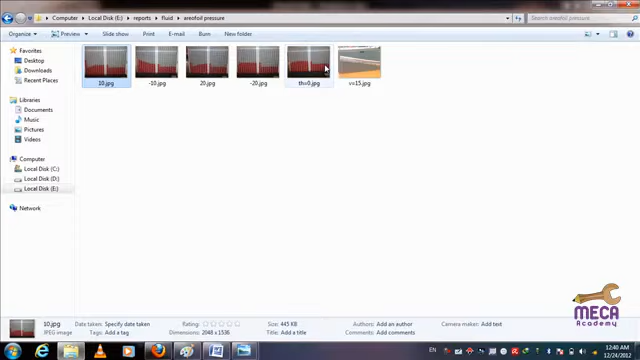 Computer ▸ Local Disk (E:) ▸ reports ▸ fluid ▸ areofoil pressure
Search areofoil pressure
Organize Preview Slide show Print E-mail Burn New folder
Favorites
Desktop
Downloads
Recent Places
Libraries
Documents
Music
Pictures
Videos
Computer
Local Disk (C:)
Local Disk (D:)
Local Disk (E:)
Network
10.jpg -10.jpg 20.jpg -20.jpg th=0.jpg v=15.jpg
MECA
Academy
10.jpg Date taken: Specify date taken Rating: Size: 445 KB Authors: Add an author Camera maker: Add text
JPEG image Tags: Add a tag Dimensions: 2048 x 1536 Title: Add a title Comments: Add comments
EN 12:40 AM
12/24/2012